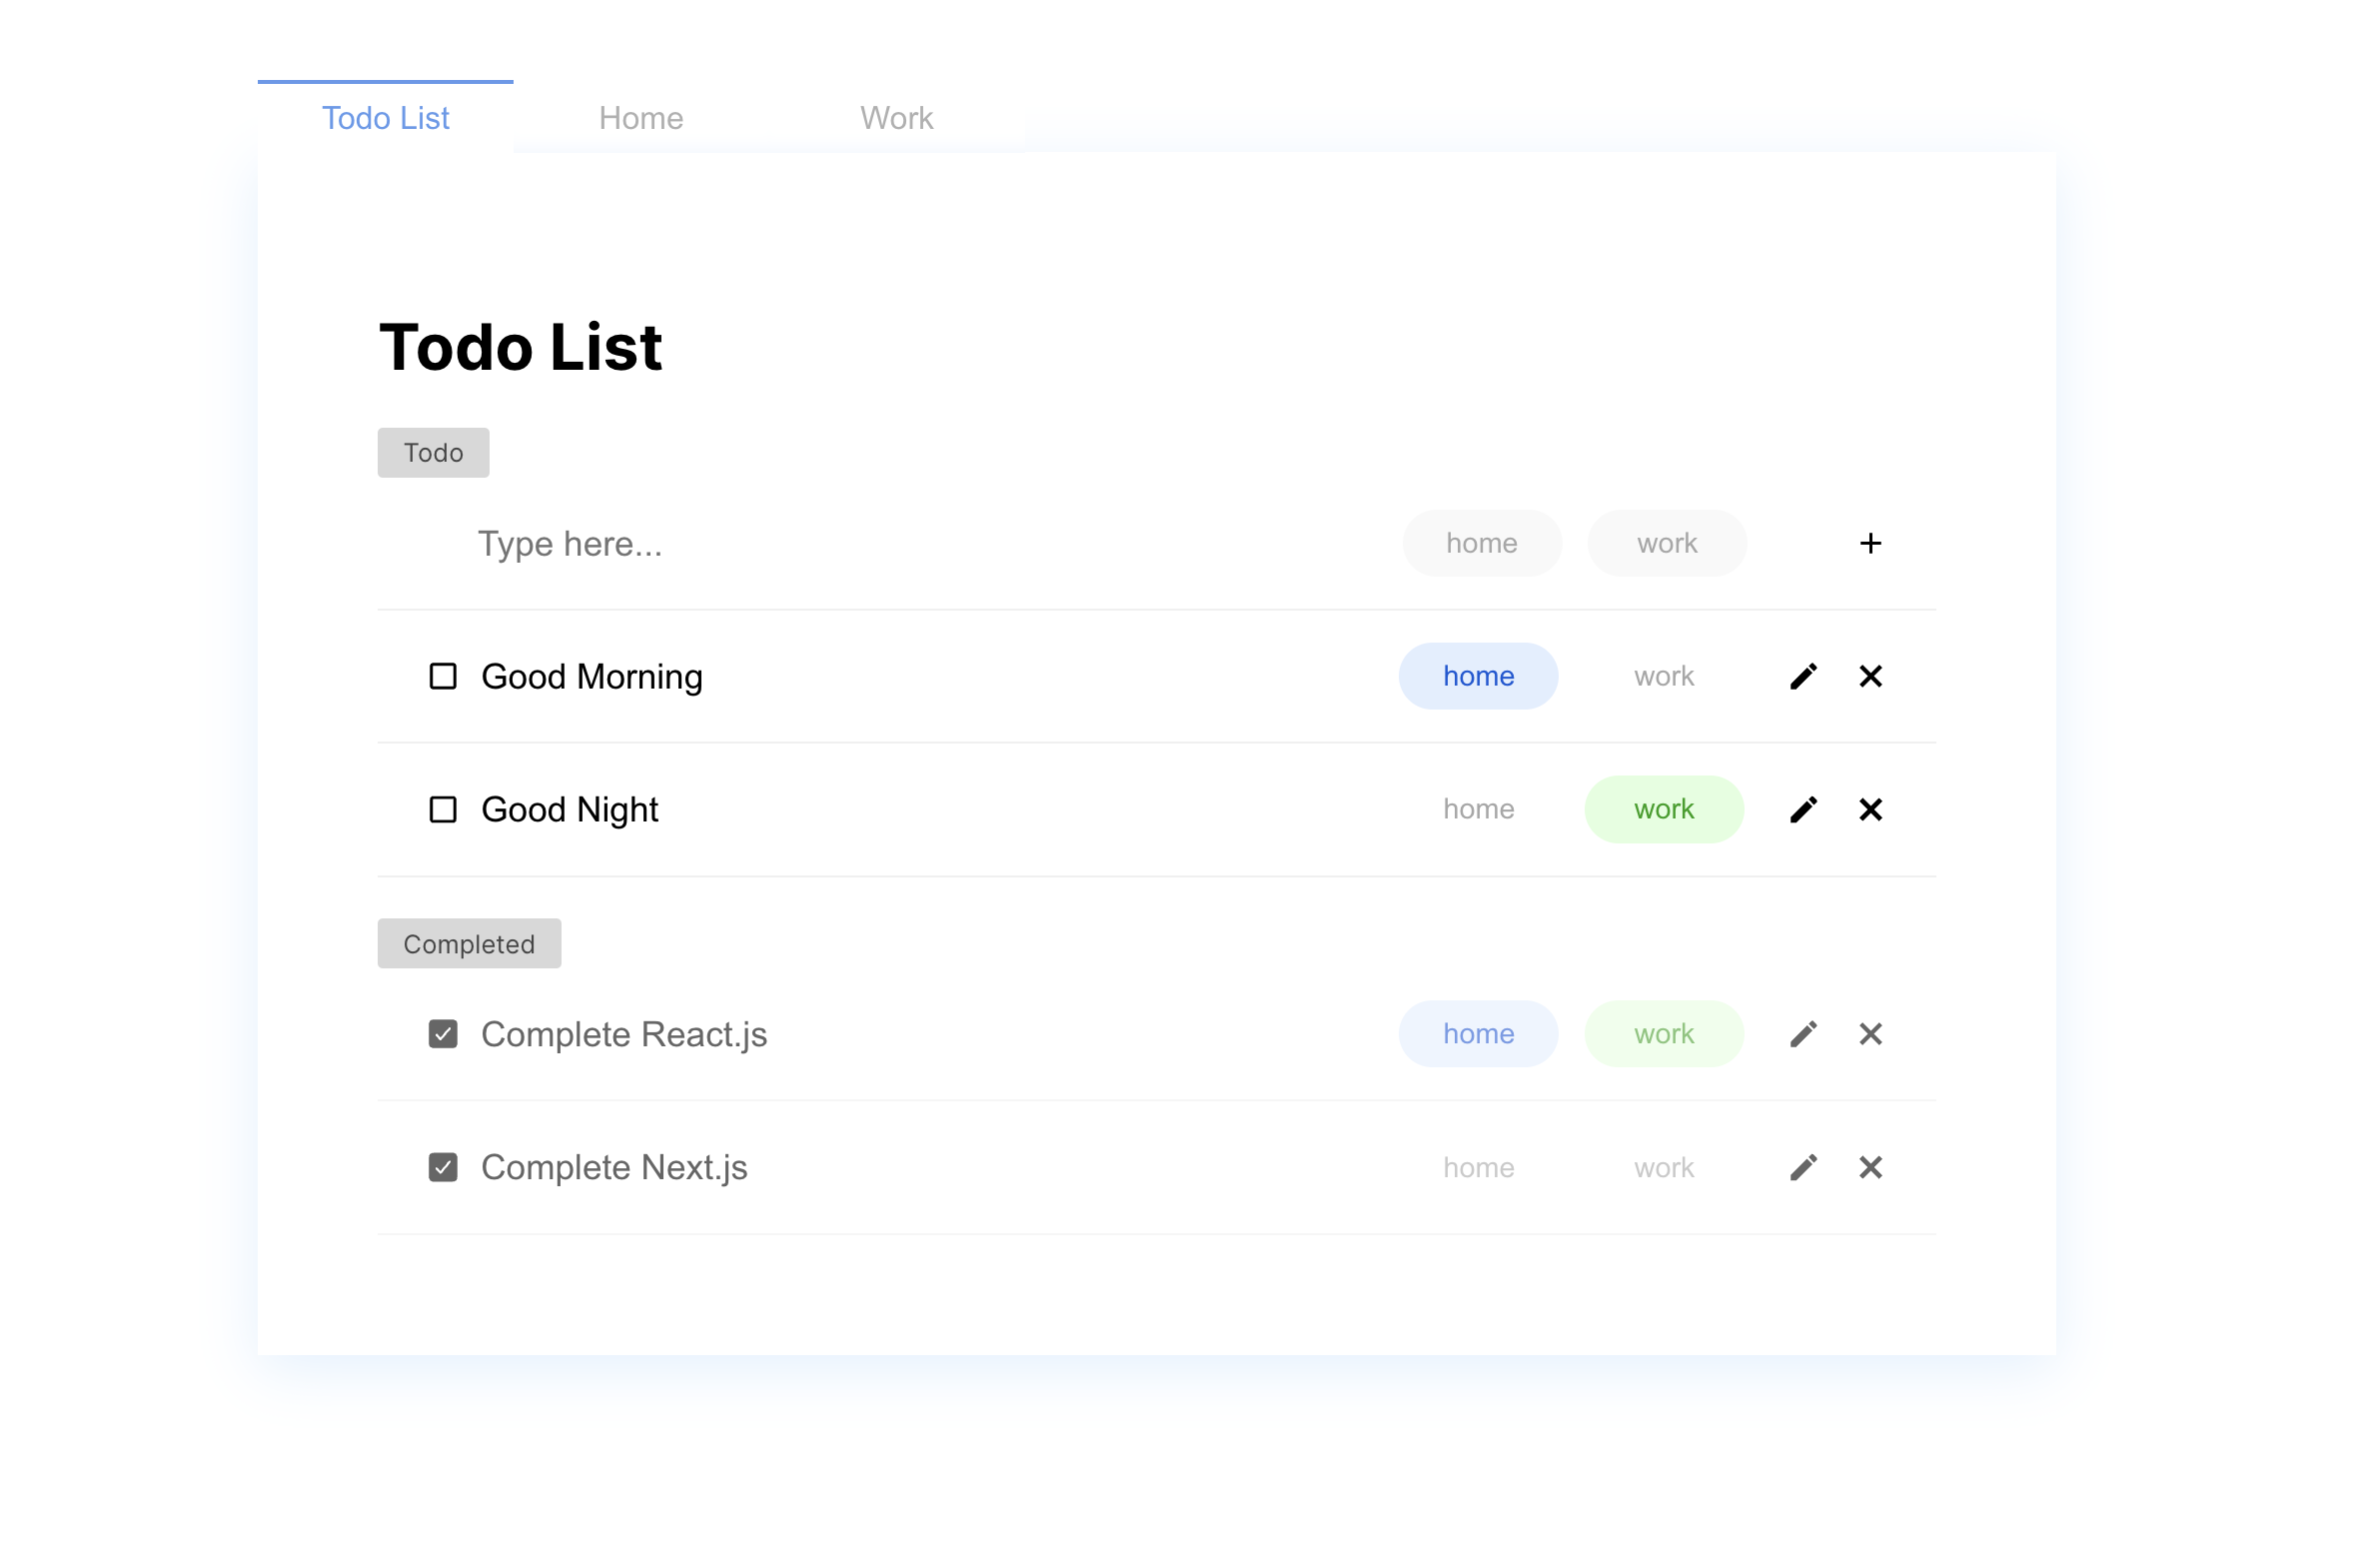 Todo List Home Work
Todo List
Todo
Type here... home work
Good Morning home work
Good Night home work
Completed
Complete React.js home work
Complete Next.js home work